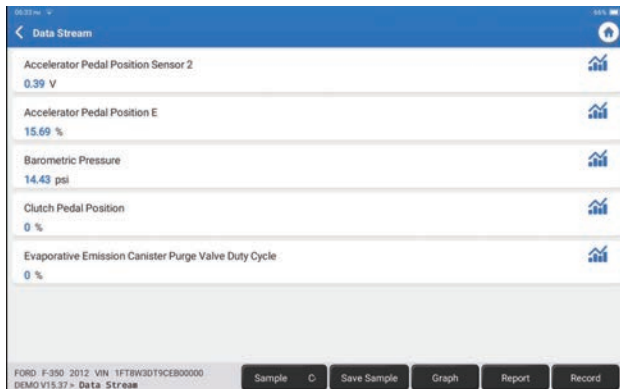 Data Stream
Accelerator Pedal Position Sensor 2
0.39 V
Accelerator Pedal Position E
15.69 %
Barometric Pressure
14.43 psi
Clutch Pedal Position
0 %
Evaporative Emission Canister Purge Valve Duty Cycle
0 %
FORD F-350 2012 VIN 1FT8W3DT9CEB00000
DEMO V15.37 > Data Stream
Sample C
Save Sample
Graph
Report
Record